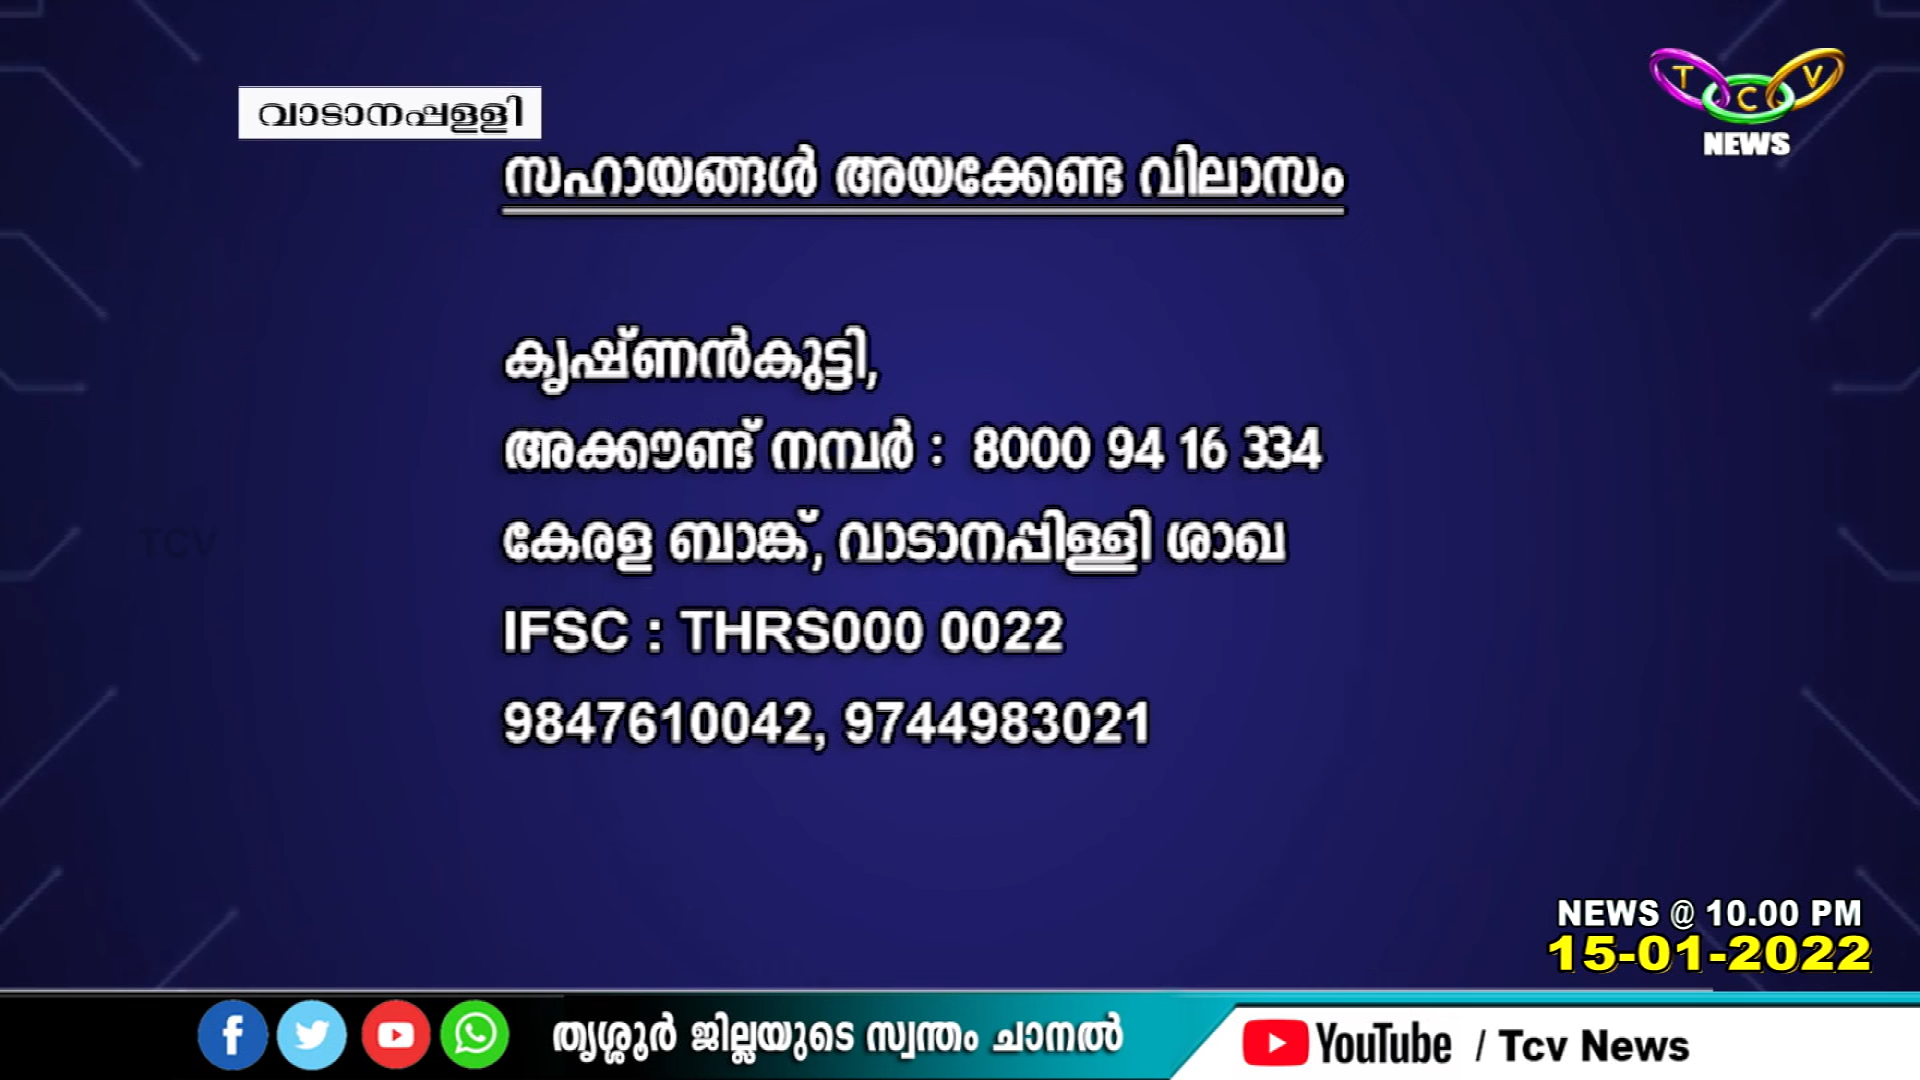 വാടാനപ്പള്ളി
T C V
NEWS
സഹായങ്ങൾ അയക്കേണ്ട വിലാസം
കൃഷ്ണൻകുട്ടി,
അക്കൗണ്ട് നമ്പർ : 8000 94 16 334
കേരള ബാങ്ക്, വാടാനപ്പിള്ളി ശാഖ
TCV
IFSC : THRS000 0022
9847610042, 9744983021
NEWS @ 10.00 PM
15-01-2022
തൃശ്ശൂർ ജില്ലയുടെ സ്വന്തം ചാനൽ
YouTube / Tcv News